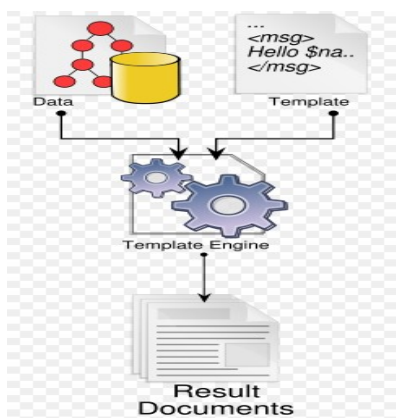 ...
<msg>
Hello $na..
</msg>
Data
Template
Template Engine
Result
Documents